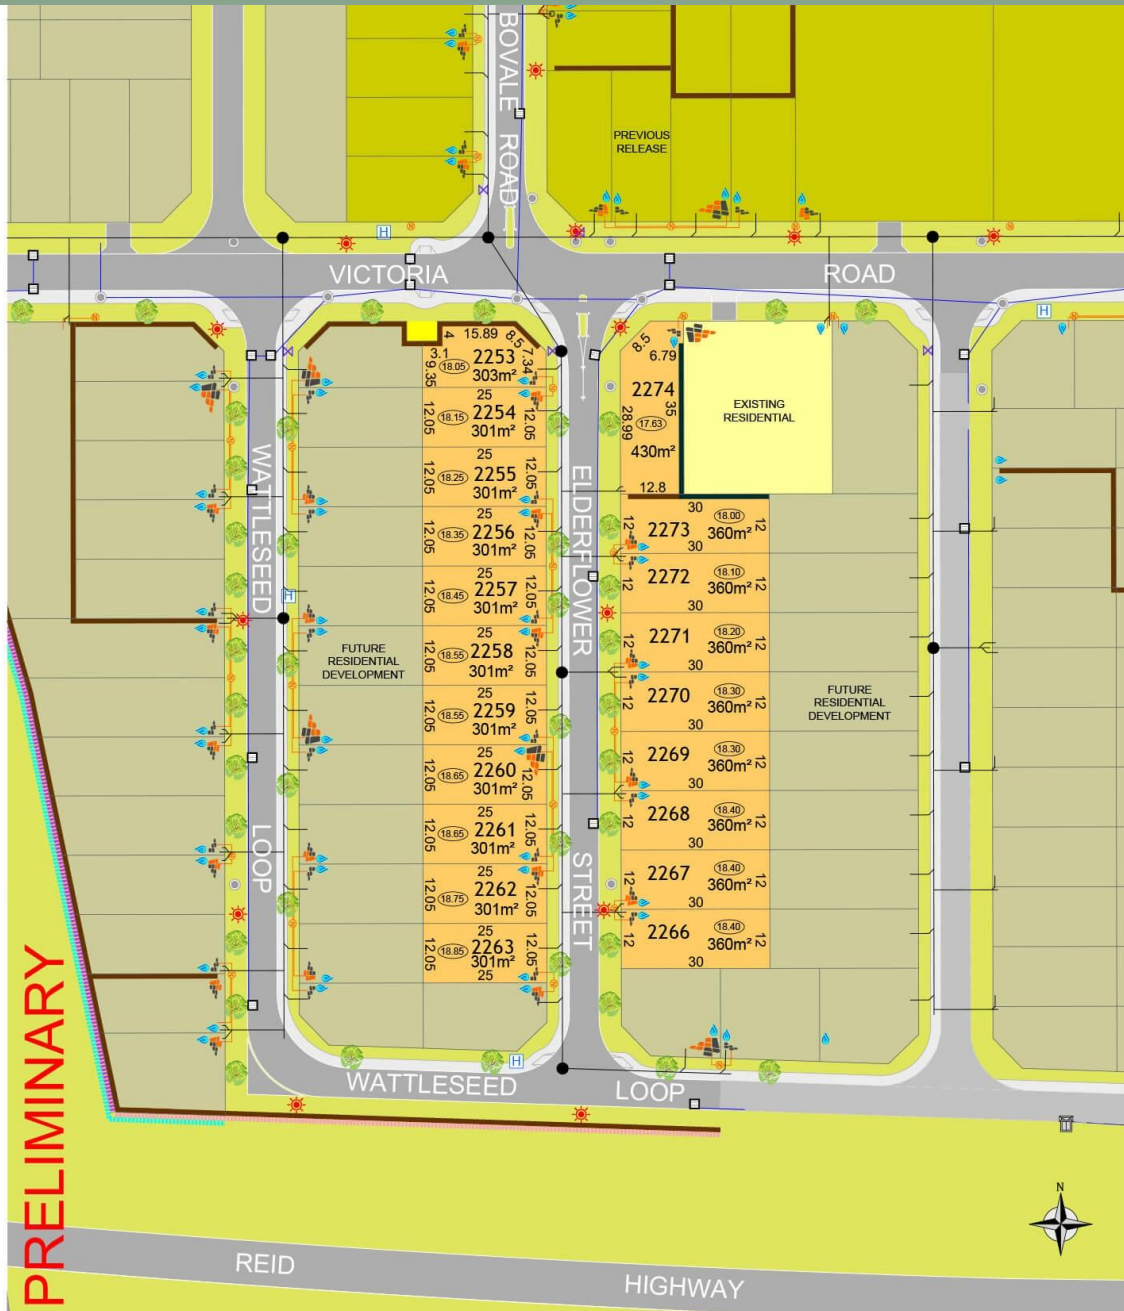 BOVALE ROAD
PREVIOUS
RELEASE
H
VICTORIA
ROAD
H
4
15.89
8.5
3.1
18.05
2253
7.34
9.35
303m²
25
12.05
18.15
2254
12.05
301m²
25
12.05
18.25
2255
12.05
301m²
25
12.05
18.35
2256
12.05
301m²
25
12.05
18.45
2257
12.05
301m²
25
12.05
18.55
2258
12.05
301m²
25
12.05
18.55
2259
12.05
301m²
25
12.05
18.65
2260
12.05
301m²
25
12.05
18.65
2261
12.05
301m²
25
12.05
18.75
2262
12.05
301m²
25
12.05
18.85
2263
12.05
301m²
25
8.5
6.79
2274
35
28.99
17.63
430m²
12.8
EXISTING
RESIDENTIAL
30
12
2273
18.00
360m²
12
30
12
2272
18.10
360m²
12
30
12
2271
18.20
360m²
12
30
12
2270
18.30
360m²
12
30
12
2269
18.30
360m²
12
30
12
2268
18.40
360m²
12
30
12
2267
18.40
360m²
12
30
12
2266
18.40
360m²
12
30
WATTLESEED
LOOP
H
FUTURE
RESIDENTIAL
DEVELOPMENT
ELDERFLOWER
STREET
FUTURE
RESIDENTIAL
DEVELOPMENT
H
WATTLESEED
LOOP
PRELIMINARY
N
REID
HIGHWAY